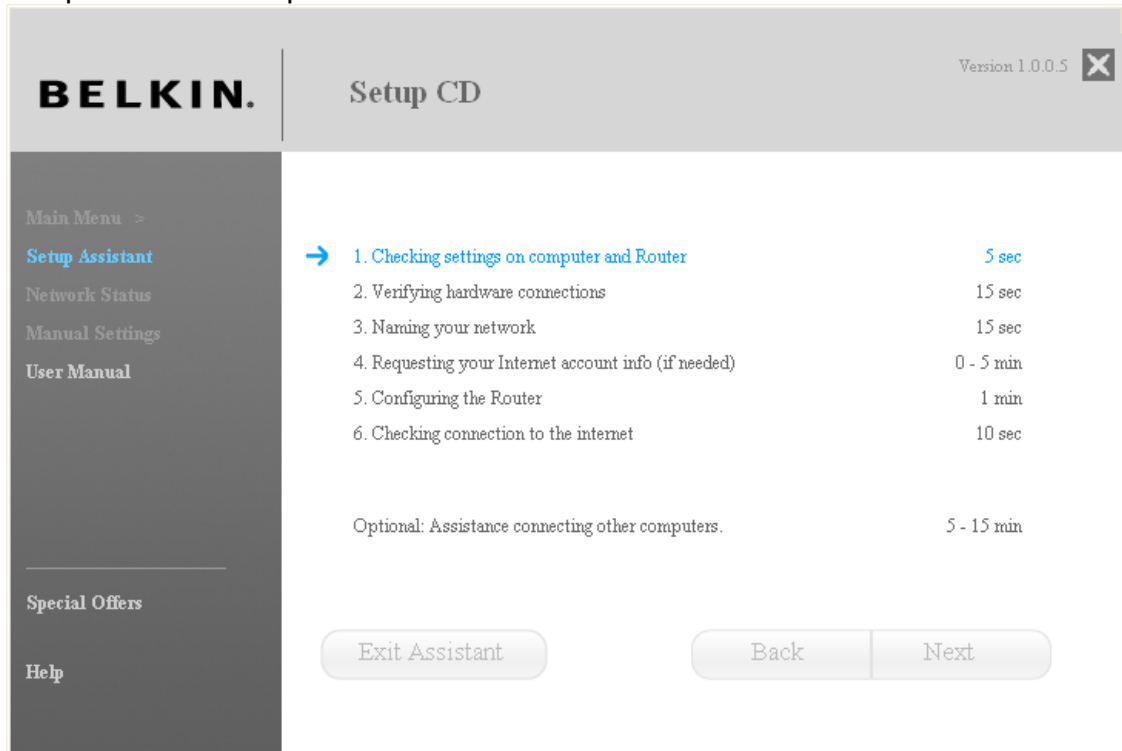 BELKIN.
Setup CD
Version 1.0.0.5
Main Menu >
Setup Assistant
Network Status
Manual Settings
User Manual
Special Offers
Help
1. Checking settings on computer and Router 5 sec
2. Verifying hardware connections 15 sec
3. Naming your network 15 sec
4. Requesting your Internet account info (if needed) 0 - 5 min
5. Configuring the Router 1 min
6. Checking connection to the internet 10 sec
Optional: Assistance connecting other computers. 5 - 15 min
Exit Assistant Back Next